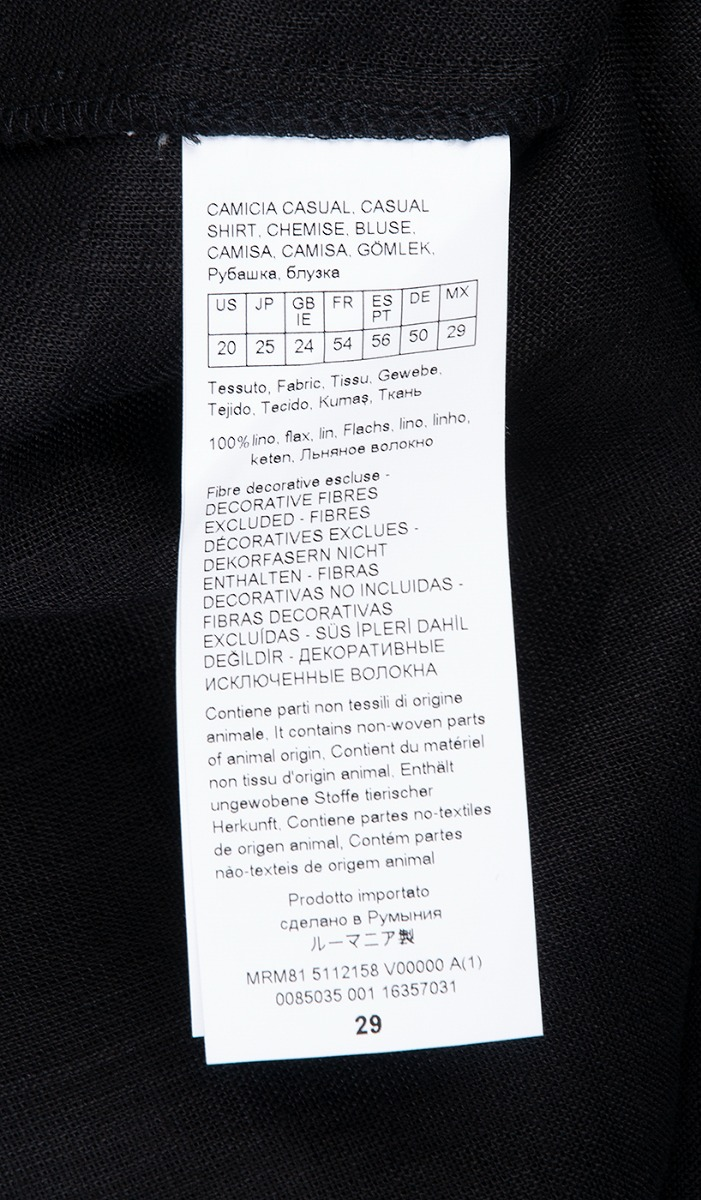 CAMICIA CASUAL, CASUAL
SHIRT, CHEMISE, BLUSE,
CAMISA, CAMISA, GÖMLEK,
Рубашка, блузка
US JP GB IE FR ES PT DE MX
20 25 24 54 56 50 29
Tessuto, Fabric, Tissu, Gewebe,
Tejido, Tecido, Kumaş, Ткань
100% lino, flax, lin, Flachs, lino, linho,
keten, Льняное волокно
Fibre decorative escluse -
DECORATIVE FIBRES
EXCLUDED - FIBRES
DÉCORATIVES EXCLUES -
DEKORFASERN NICHT
ENTHALTEN - FIBRAS
DECORATIVAS NO INCLUIDAS -
FIBRAS DECORATIVAS
EXCLUÍDAS - SÜS İPLERİ DAHİL
DEĞİLDİR - ДЕКОРАТИВНЫЕ
ИСКЛЮЧЕННЫЕ ВОЛОКНА
Contiene parti non tessili di origine
animale, It contains non-woven parts
of animal origin, Contient du matériel
non tissu d'origin animal, Enthält
ungewobene Stoffe tierischer
Herkunft, Contiene partes no-textiles
de origen animal, Contém partes
não-texteis de origem animal
Prodotto importato
сделано в Румыния
ルーマニア製
MRM81 5112158 V00000 A(1)
0085035 001 16357031
29